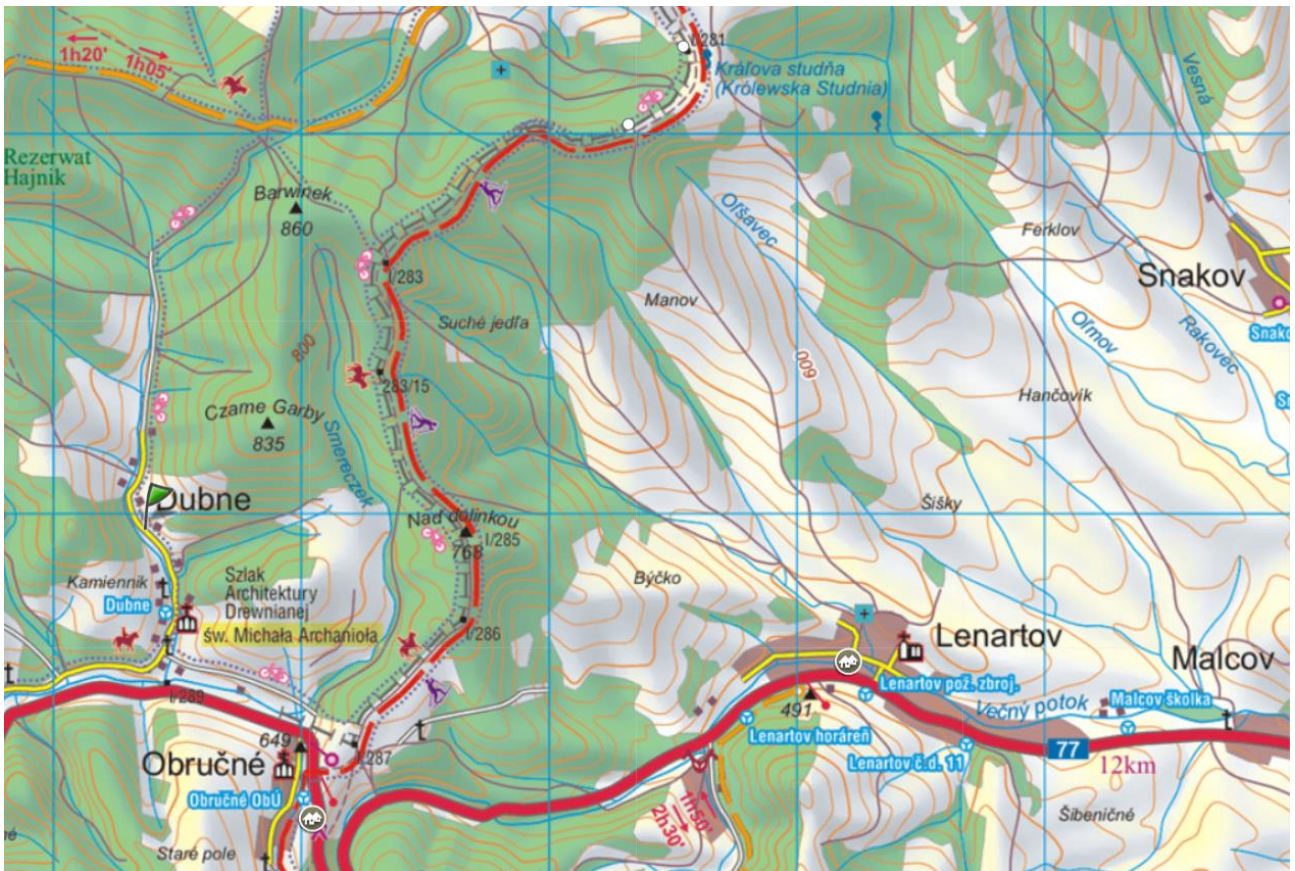 1h20'
1h05'
I/281
Kráľova studňa
(Królewska Studnia)
Vesná
Rezerwat
Hajnik
Barwinek
860
Oľšavec
Ferklov
Snakov
I/283
Manov
Suché jedľa
Oľmov
Rakovec
800
600
283/15
Hančovík
Czarne Garby
835
Smereczek
Dubne
Šišky
Nad dolinkou
I/285
763
Kamiennik
Szlak
Architektury
Drewnianej
Býčko
Dubne
św. Michała Archanioła
I/286
Lenartov
Malcov
I/289
491
Lenartov pož. zbroj.
Večný potok
Malcov školka
Lenartov horáreň
649
I/287
77
Obručné
Lenartov č.d. 11
12km
Obručné ObÚ
1h50'
2h30'
Šibeničné
Staré pole